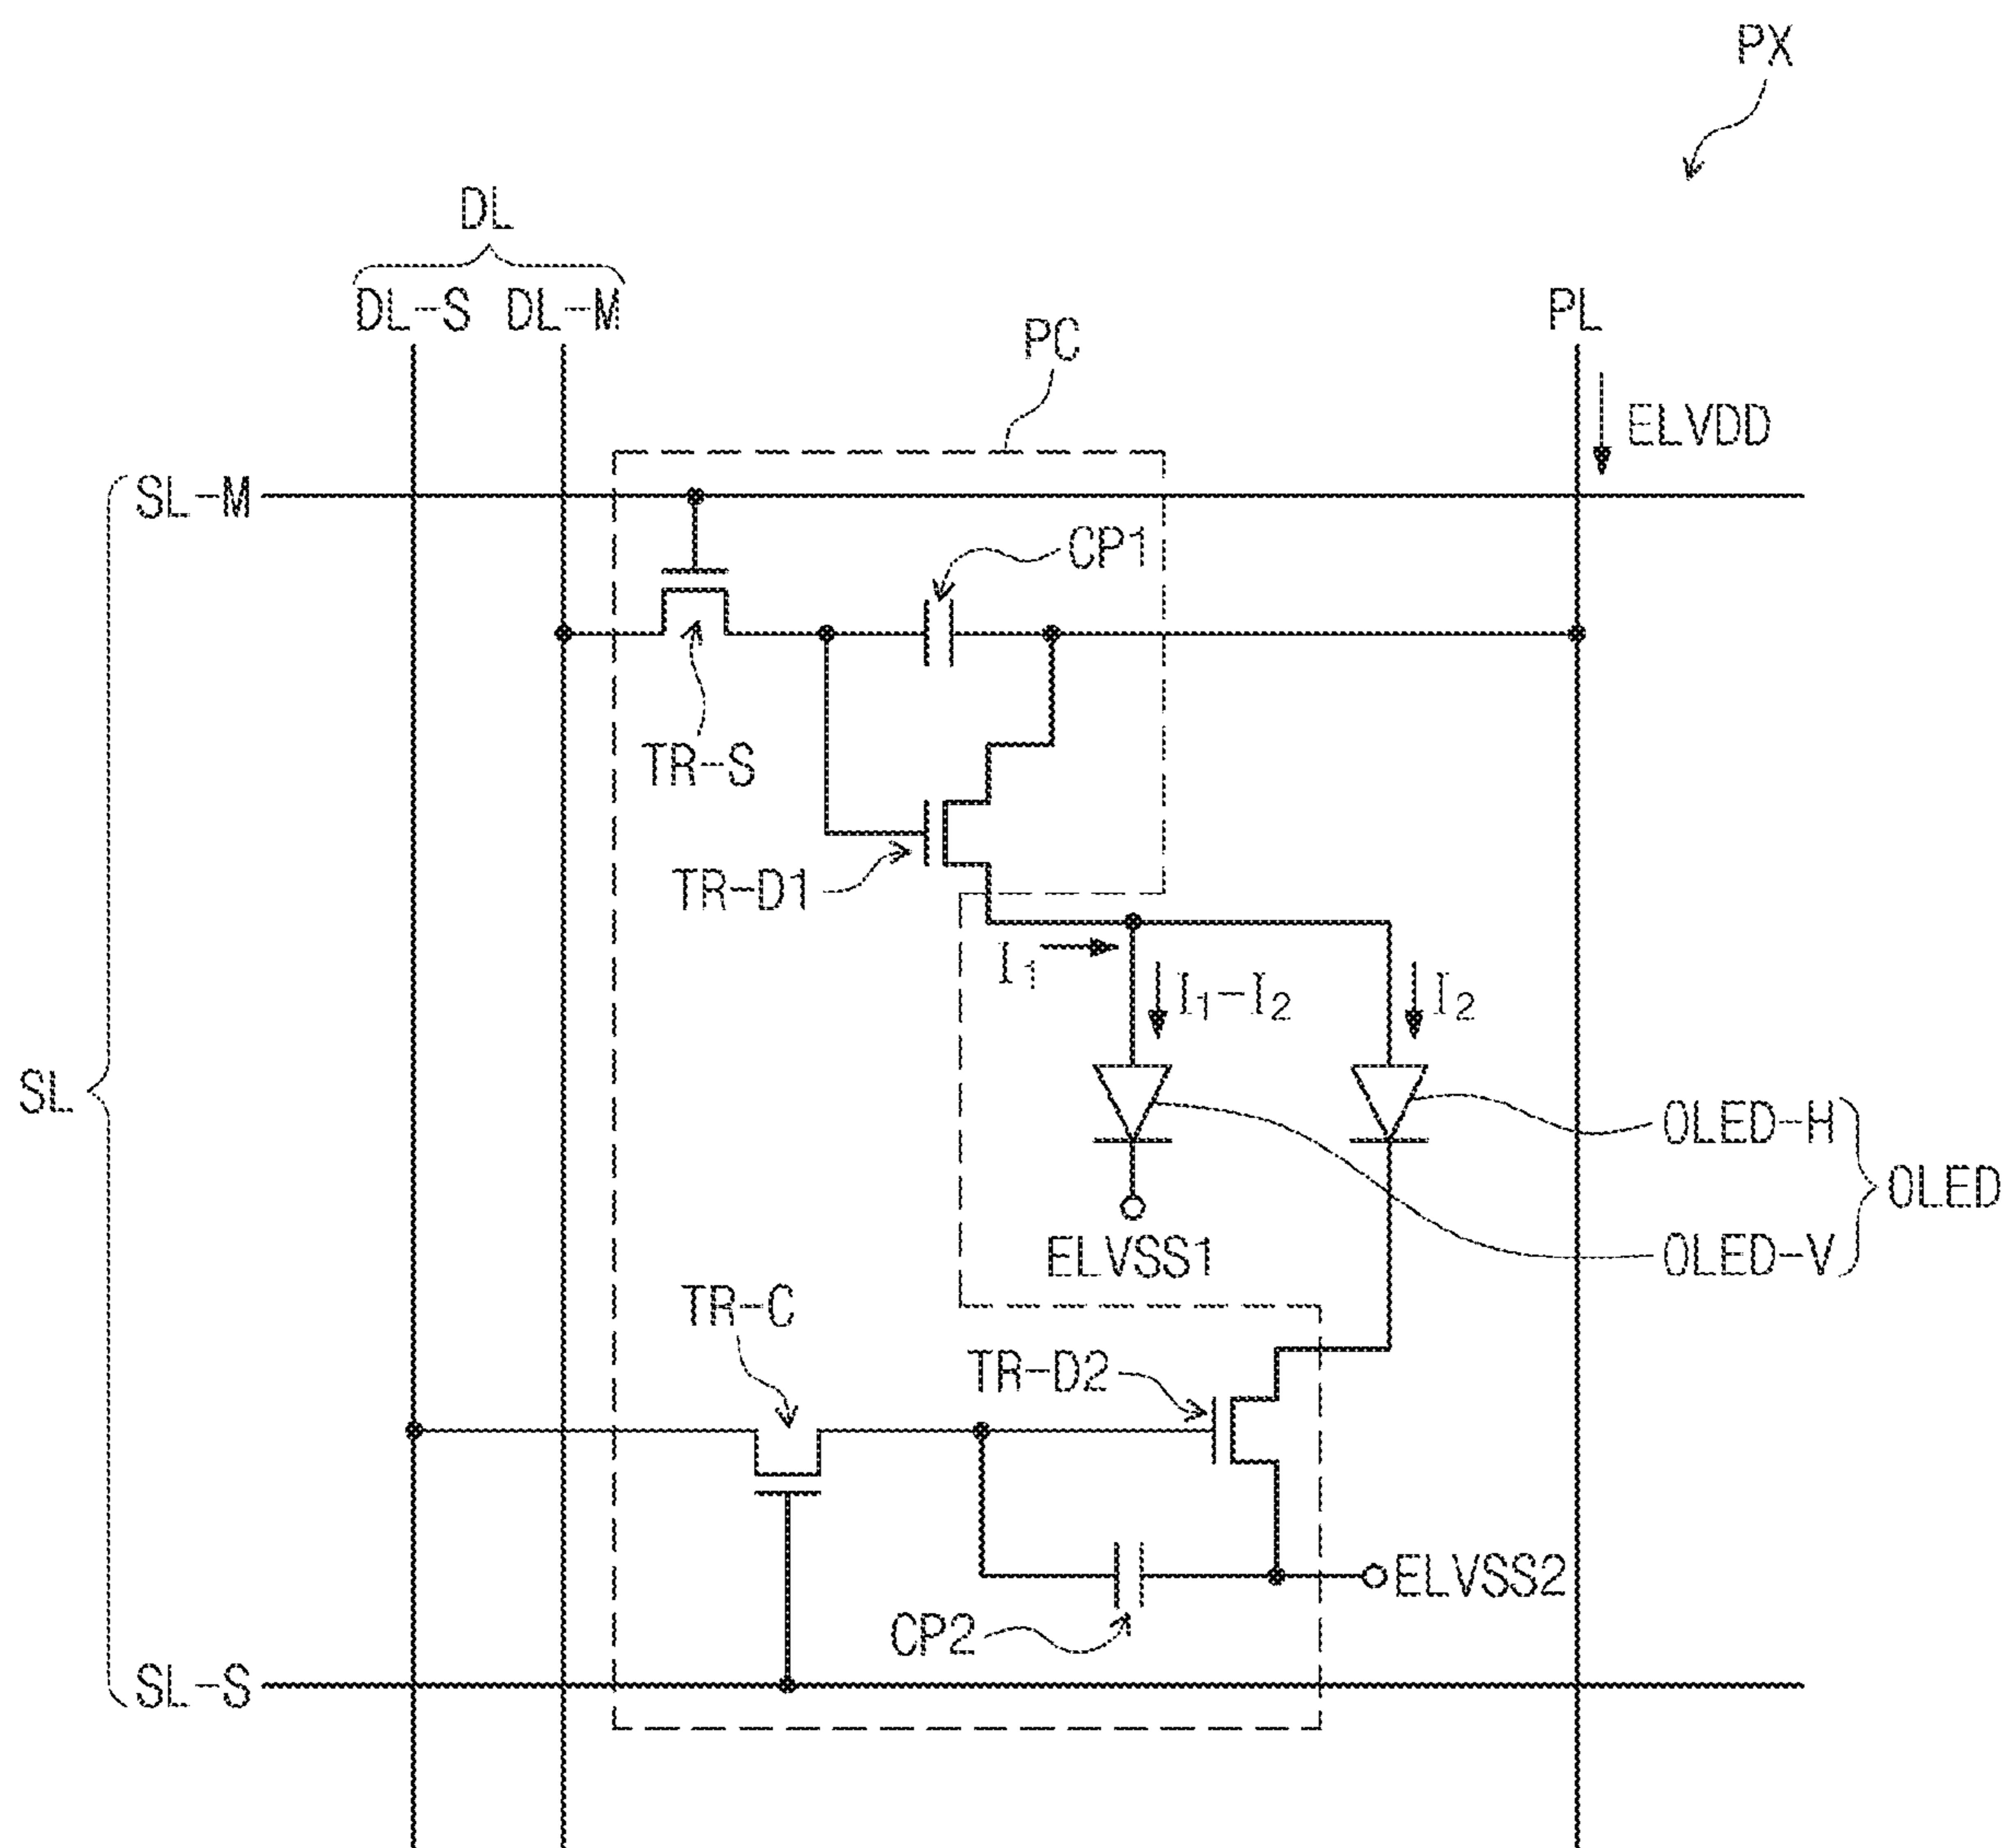 PX
DL
DL-S DL-M
PL
PC
ELVDD
SL-M
CP1
TR-S
TR-D1
I₁
I₁-I₂
I₂
SL
OLED-H
OLED
OLED-V
ELVSS1
TR-C
TR-D2
ELVSS2
CP2
SL-S